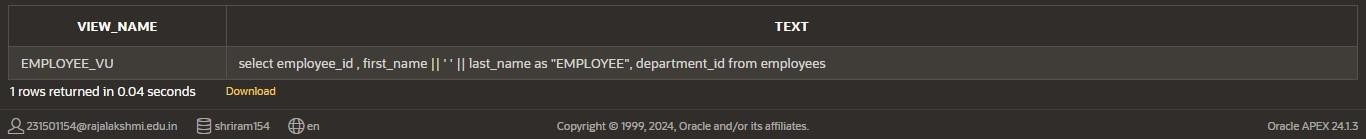 VIEW_NAME TEXT
EMPLOYEE_VU select employee_id , first_name || ' ' || last_name as "EMPLOYEE", department_id from employees
1 rows returned in 0.04 seconds Download
231501154@rajalakshmi.edu.in shriram154 en Copyright © 1999, 2024, Oracle and/or its affiliates. Oracle APEX 24.1.3